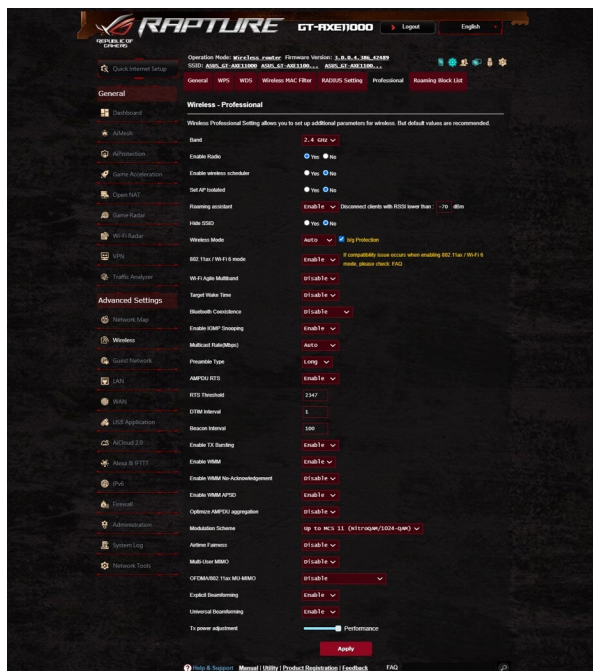 REPUBLIC OF
GAMERS
RAPTURE
GT-AXE11000
Logout
English
Operation Mode: Wireless router Firmware Version: 3.0.0.4.386_42489
SSID: ASUS_GT-AXE11000 ASUS_GT-AXE1100... ASUS_GT-AXE1100...
Quick Internet Setup
General WPS WDS Wireless MAC Filter RADIUS Setting Professional Roaming Block List
General
Dashboard
AiMesh
AiProtection
Game Acceleration
Open NAT
Game Radar
Wi-Fi Radar
VPN
Traffic Analyzer
Advanced Settings
Network Map
Wireless
Guest Network
LAN
WAN
USB Application
AiCloud 2.0
Alexa & IFTTT
IPv6
Firewall
Administration
System Log
Network Tools
Wireless - Professional
Wireless Professional Setting allows you to set up additional parameters for wireless. But default values are recommended.
Band 2.4 GHz
Enable Radio Yes No
Enable wireless scheduler Yes No
Set AP Isolated Yes No
Roaming assistant Enable Disconnect clients with RSSI lower than : -70 dBm
Hide SSID Yes No
Wireless Mode Auto b/g Protection
802.11ax / Wi-Fi 6 mode Enable If compatibility issue occurs when enabling 802.11ax / Wi-Fi 6
mode, please check: FAQ
Wi-Fi Agile Multiband Disable
Target Wake Time Disable
Bluetooth Coexistence Disable
Enable IGMP Snooping Enable
Multicast Rate(Mbps) Auto
Preamble Type Long
AMPDU RTS Enable
RTS Threshold 2347
DTIM Interval 1
Beacon Interval 100
Enable TX Bursting Enable
Enable WMM Enable
Enable WMM No-Acknowledgement Disable
Enable WMM APSD Enable
Optimize AMPDU aggregation Disable
Modulation Scheme Up to MCS 11 (NitroQAM/1024-QAM)
Airtime Fairness Disable
Multi-User MIMO Disable
OFDMA/802.11ax MU-MIMO Disable
Explicit Beamforming Enable
Universal Beamforming Enable
Tx power adjustment Performance
Apply
Help & Support Manual | Utility | Product Registration | Feedback FAQ